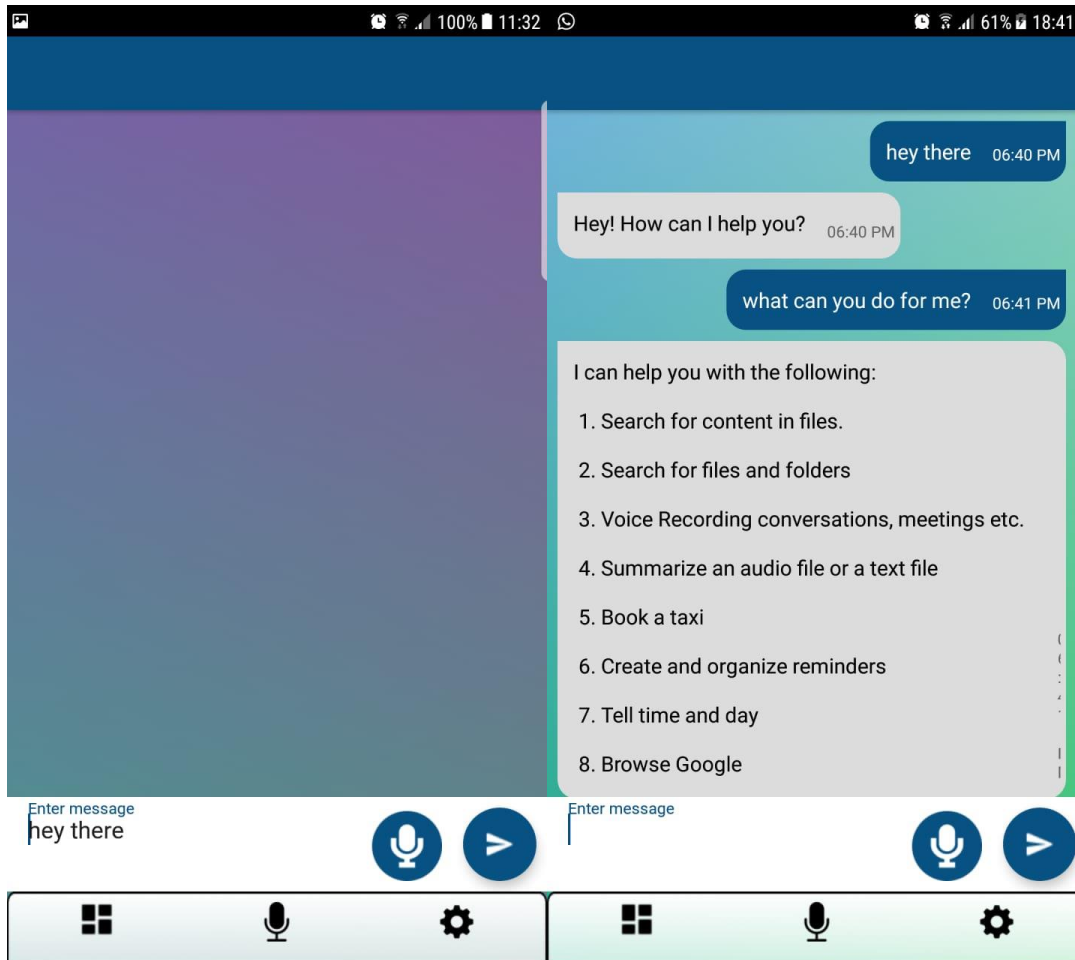 100% 11:32
Enter message
hey there
61% 18:41
hey there 06:40 PM
Hey! How can I help you? 06:40 PM
what can you do for me? 06:41 PM
I can help you with the following:
1. Search for content in files.
2. Search for files and folders
3. Voice Recording conversations, meetings etc.
4. Summarize an audio file or a text file
5. Book a taxi
6. Create and organize reminders
7. Tell time and day
8. Browse Google
Enter message